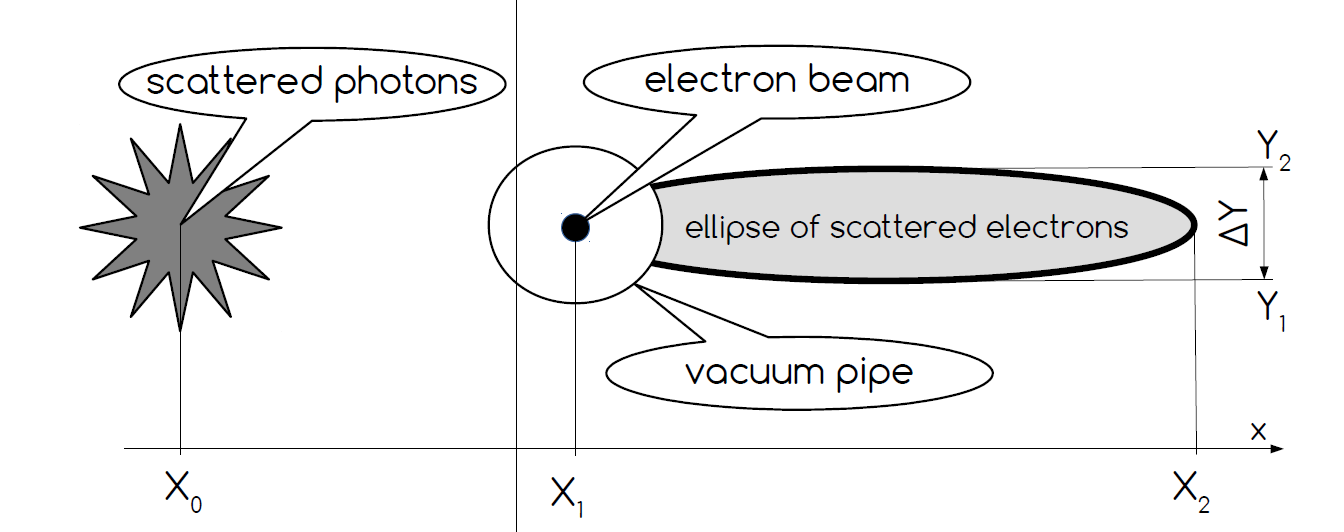 scattered photons
electron beam
Y2
ellipse of scattered electrons
ΔY
Y1
vacuum pipe
x
X0
X1
X2